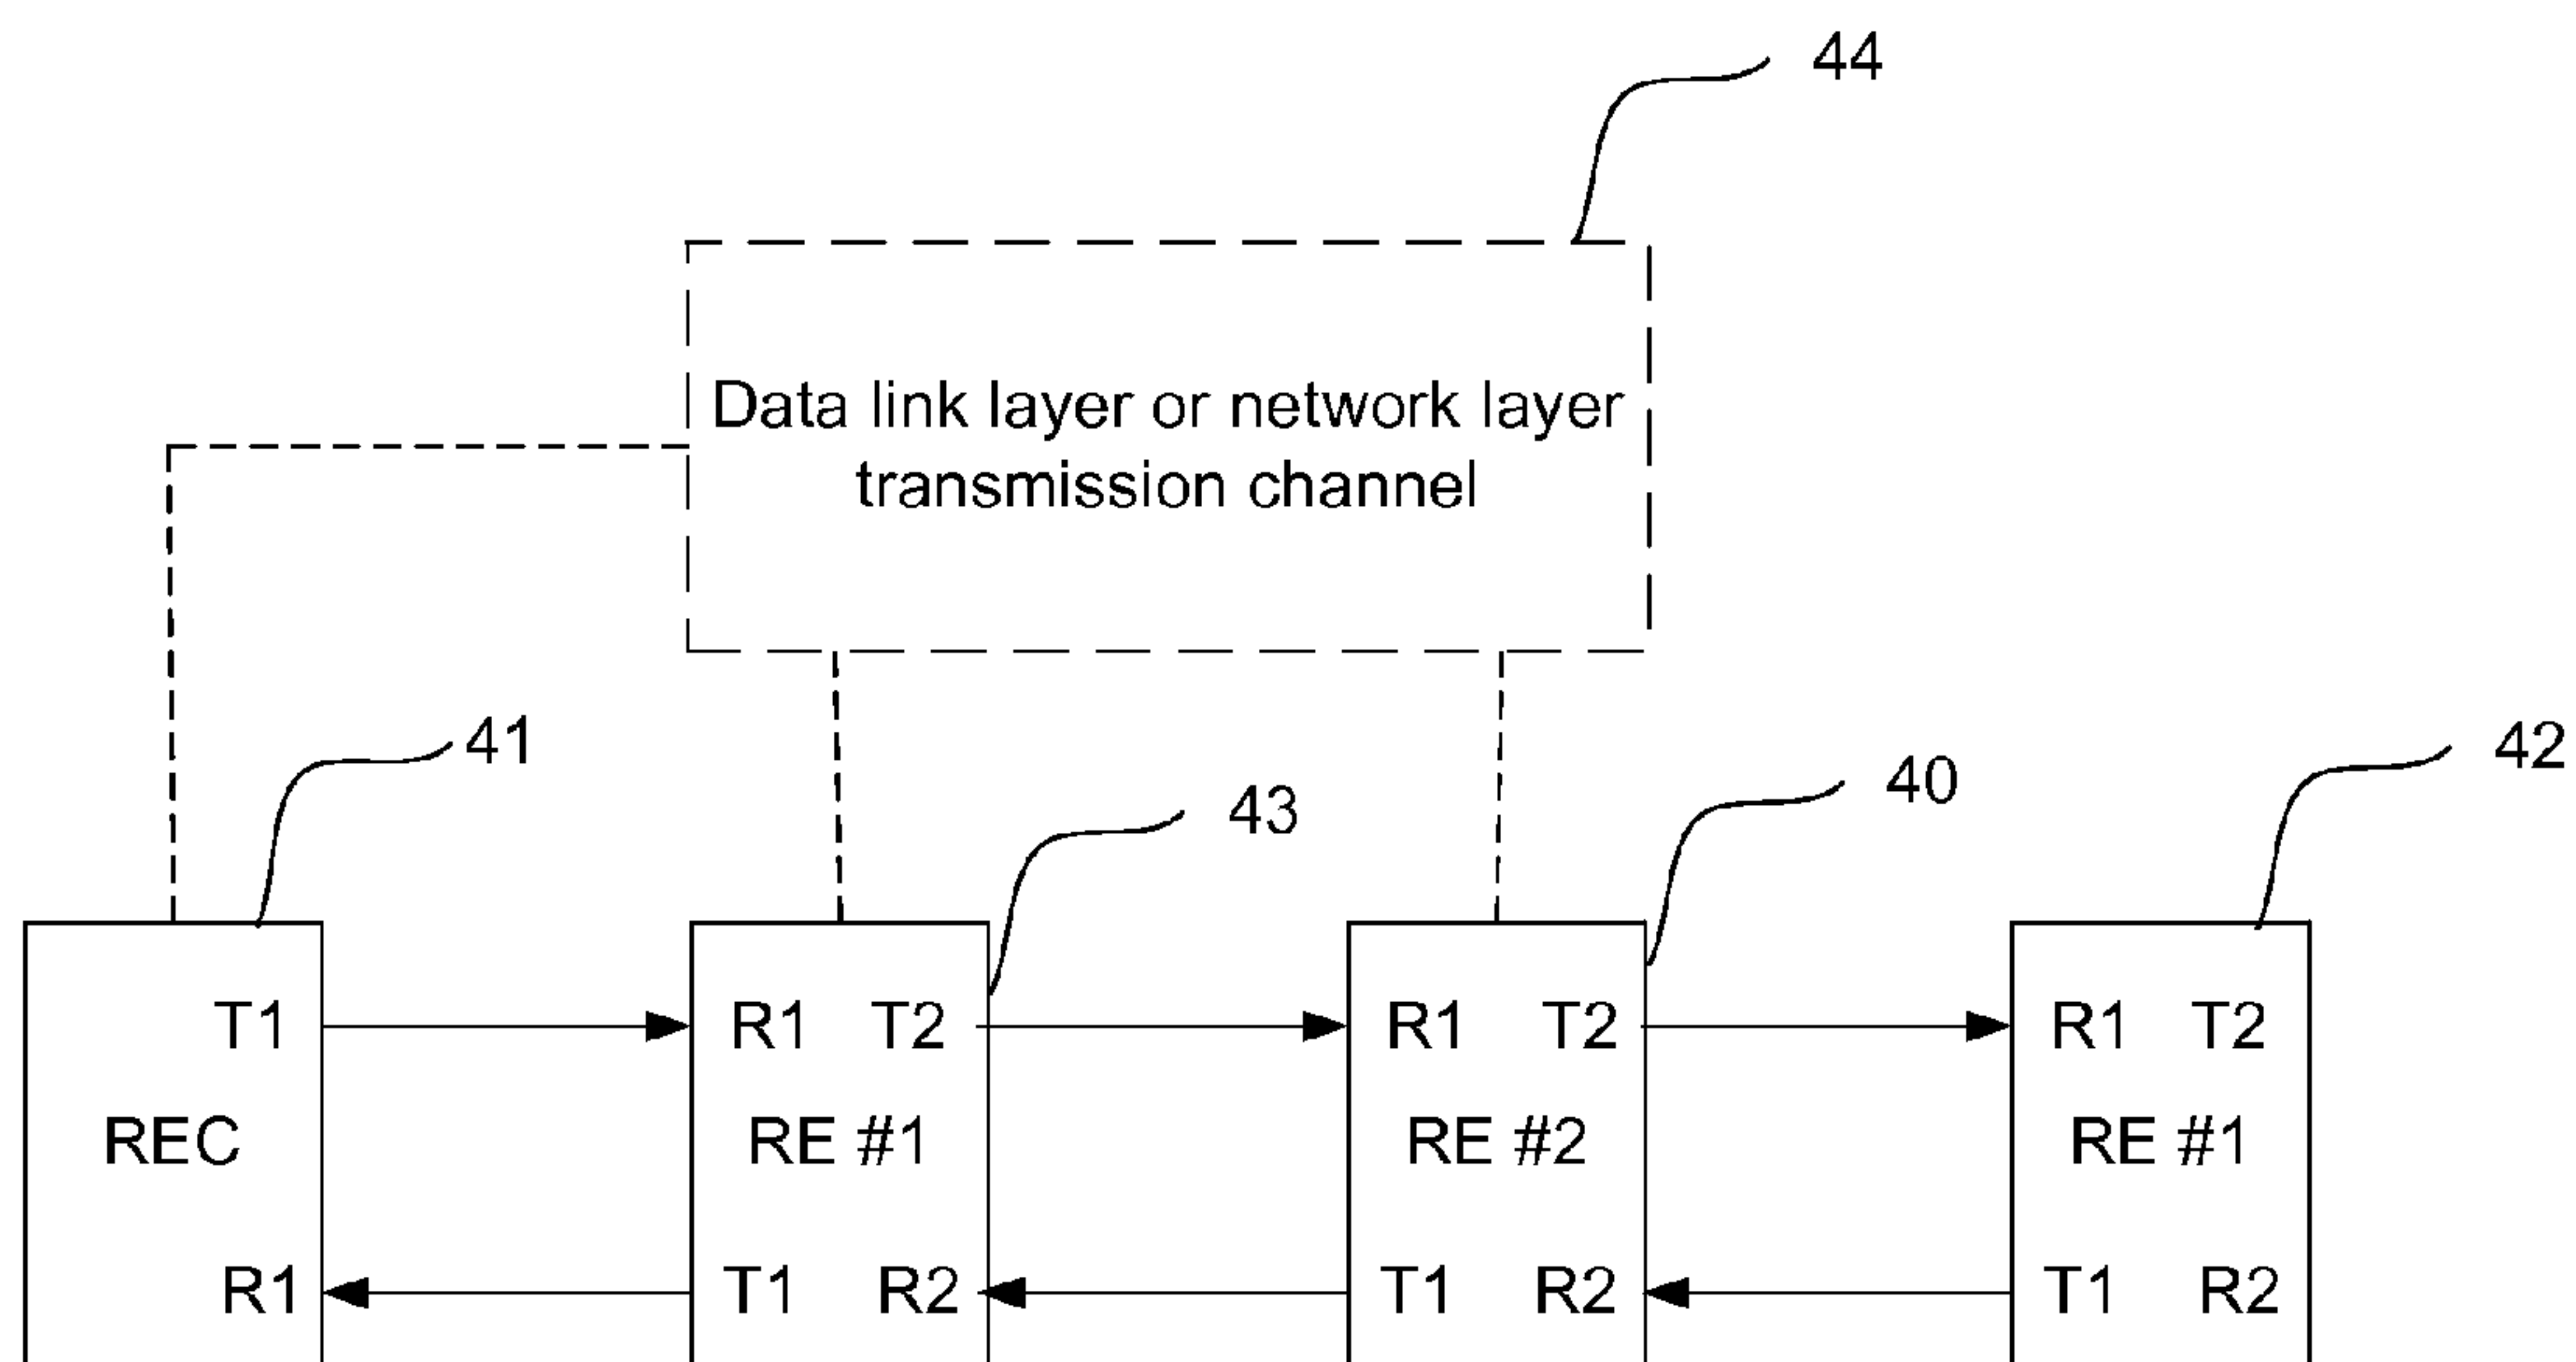 44
Data link layer or network layer
transmission channel
41
43
40
42
T1
R1 T2
R1 T2
R1 T2
REC
RE #1
RE #2
RE #1
R1
T1 R2
T1 R2
T1 R2